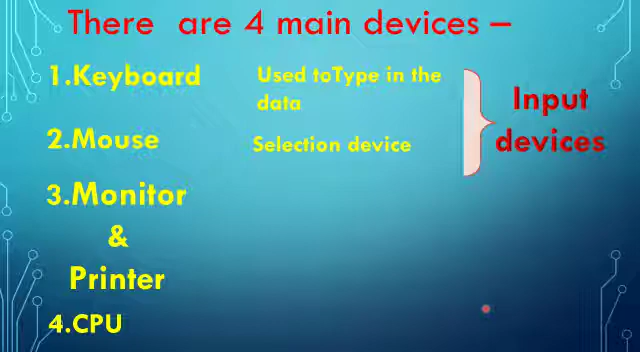 There are 4 main devices –
1.Keyboard
Used toType in the
data
2.Mouse
Selection device
Input
devices
3.Monitor
&
Printer
4.CPU